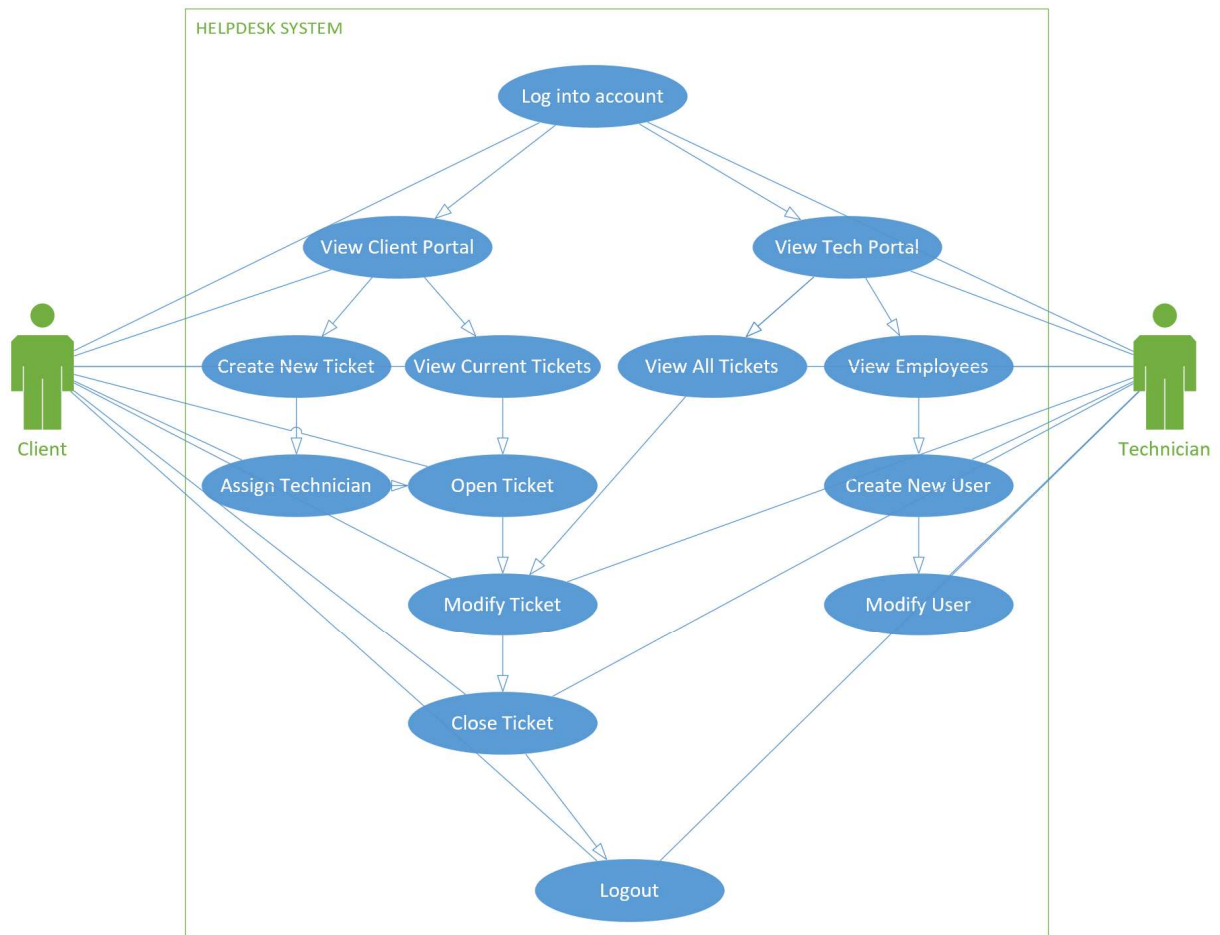 HELPDESK SYSTEM
Log into account
View Client Portal
View Tech Portal
Create New Ticket
View Current Tickets
View All Tickets
View Employees
Client
Technician
Assign Technician
Open Ticket
Create New User
Modify Ticket
Modify User
Close Ticket
Logout